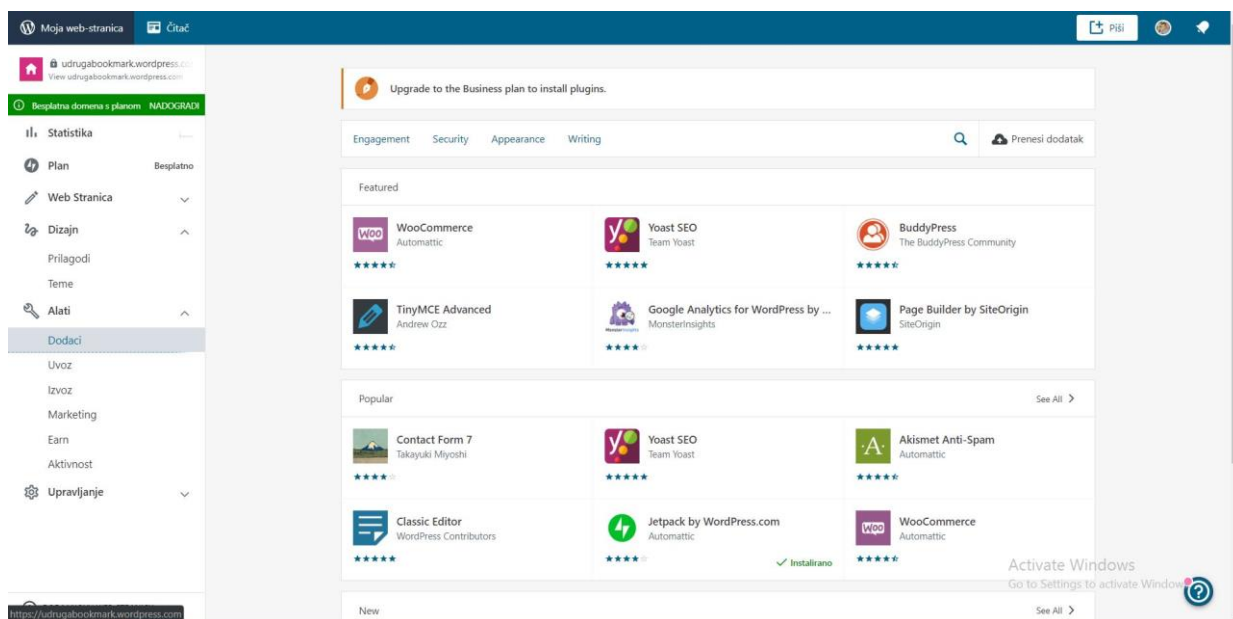 Moja web-stranica
Čitač
Piši
udrugabookmark.wordpress.co
View udrugabookmark.wordpress.com
Besplatna domena s planom NADOGRADI
Statistika
Plan Besplatno
Web Stranica
Dizajn
Prilagodi
Teme
Alati
Dodaci
Uvoz
Izvoz
Marketing
Earn
Aktivnost
Upravljanje
https://udrugabookmark.wordpress.com
Upgrade to the Business plan to install plugins.
Engagement Security Appearance Writing
Prenesi dodatak
Featured
WOO
WooCommerce
Automattic
Yoast SEO
Team Yoast
BuddyPress
The BuddyPress Community
TinyMCE Advanced
Andrew Ozz
MonsterInsights
Google Analytics for WordPress by ...
MonsterInsights
Page Builder by SiteOrigin
SiteOrigin
Popular See All
Contact Form 7
Takayuki Miyoshi
Yoast SEO
Team Yoast
·A·
Akismet Anti-Spam
Automattic
Classic Editor
WordPress Contributors
Jetpack by WordPress.com
Automattic
Instalirano
WOO
WooCommerce
Automattic
New See All
Activate Windows
Go to Settings to activate Window